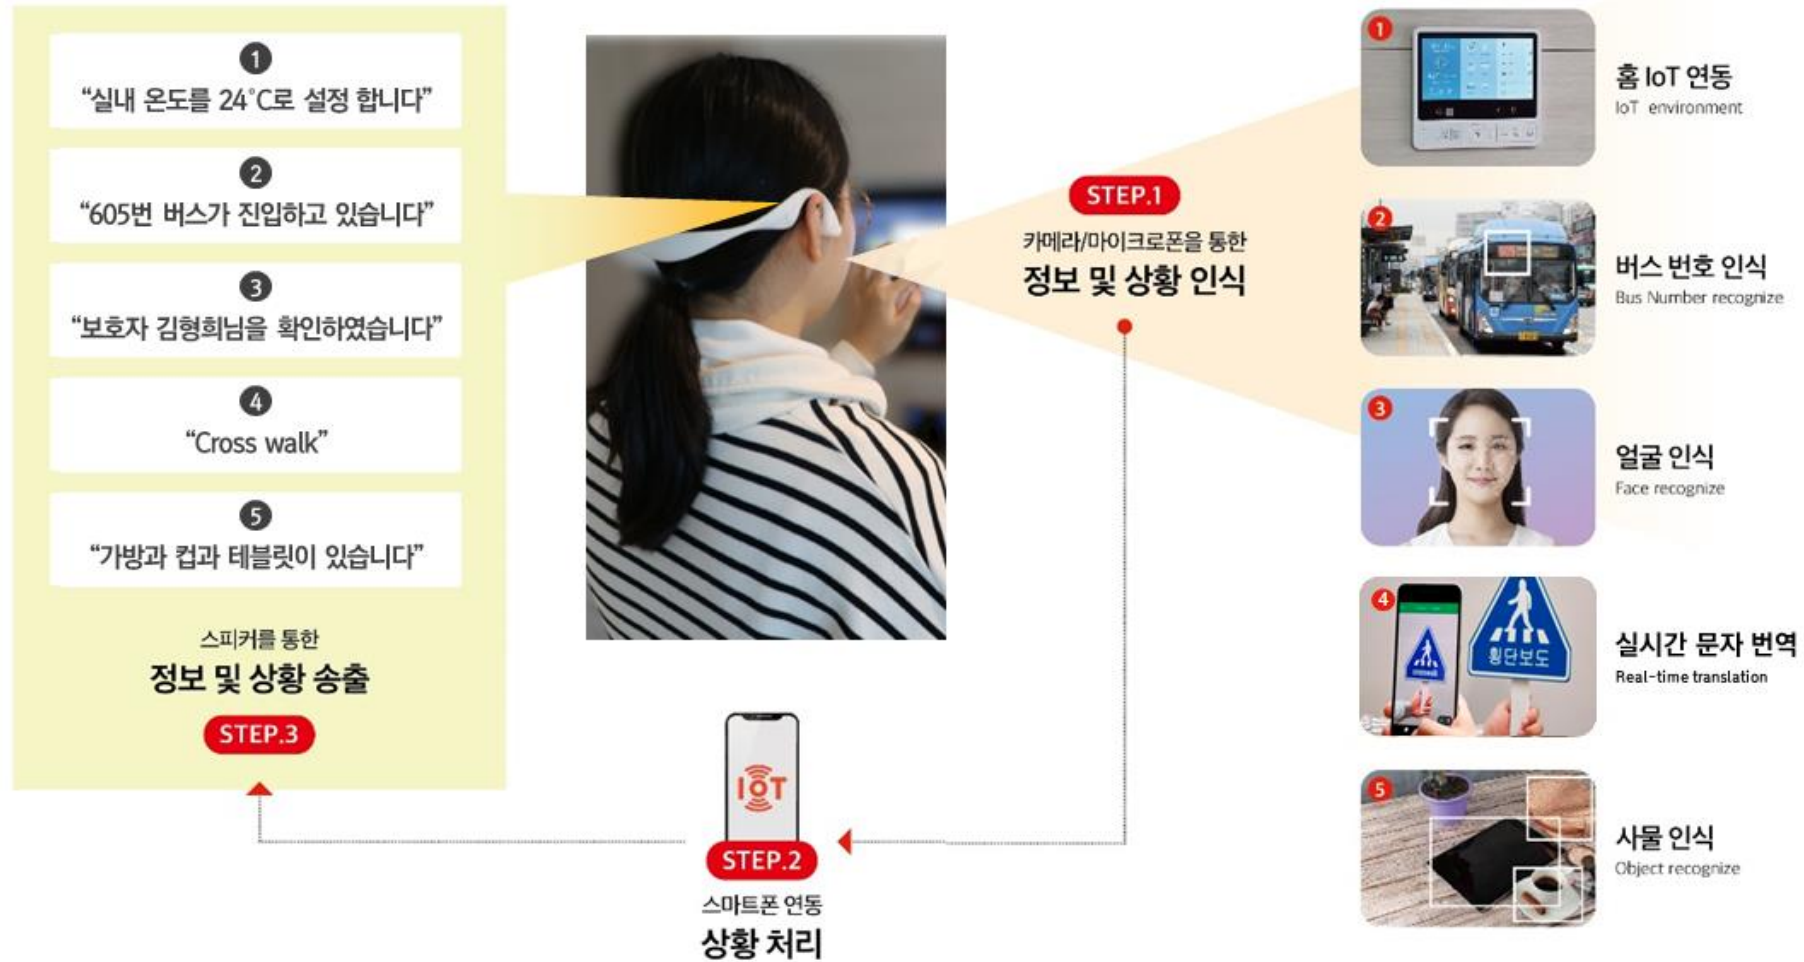 1
“실내 온도를 24°C로 설정 합니다”
2
“605번 버스가 진입하고 있습니다”
3
“보호자 김형희님을 확인하였습니다”
4
“Cross walk”
5
“가방과 컵과 테블릿이 있습니다”
스피커를 통한
정보 및 상황 송출
STEP.3
STEP.1
카메라/마이크로폰을 통한
정보 및 상황 인식
IOT
STEP.2
스마트폰 연동
상황 처리
1
홈 IoT 연동
IoT environment
2
버스 번호 인식
Bus Number recognize
3
얼굴 인식
Face recognize
4
횡단보도
실시간 문자 번역
Real-time translation
5
사물 인식
Object recognize